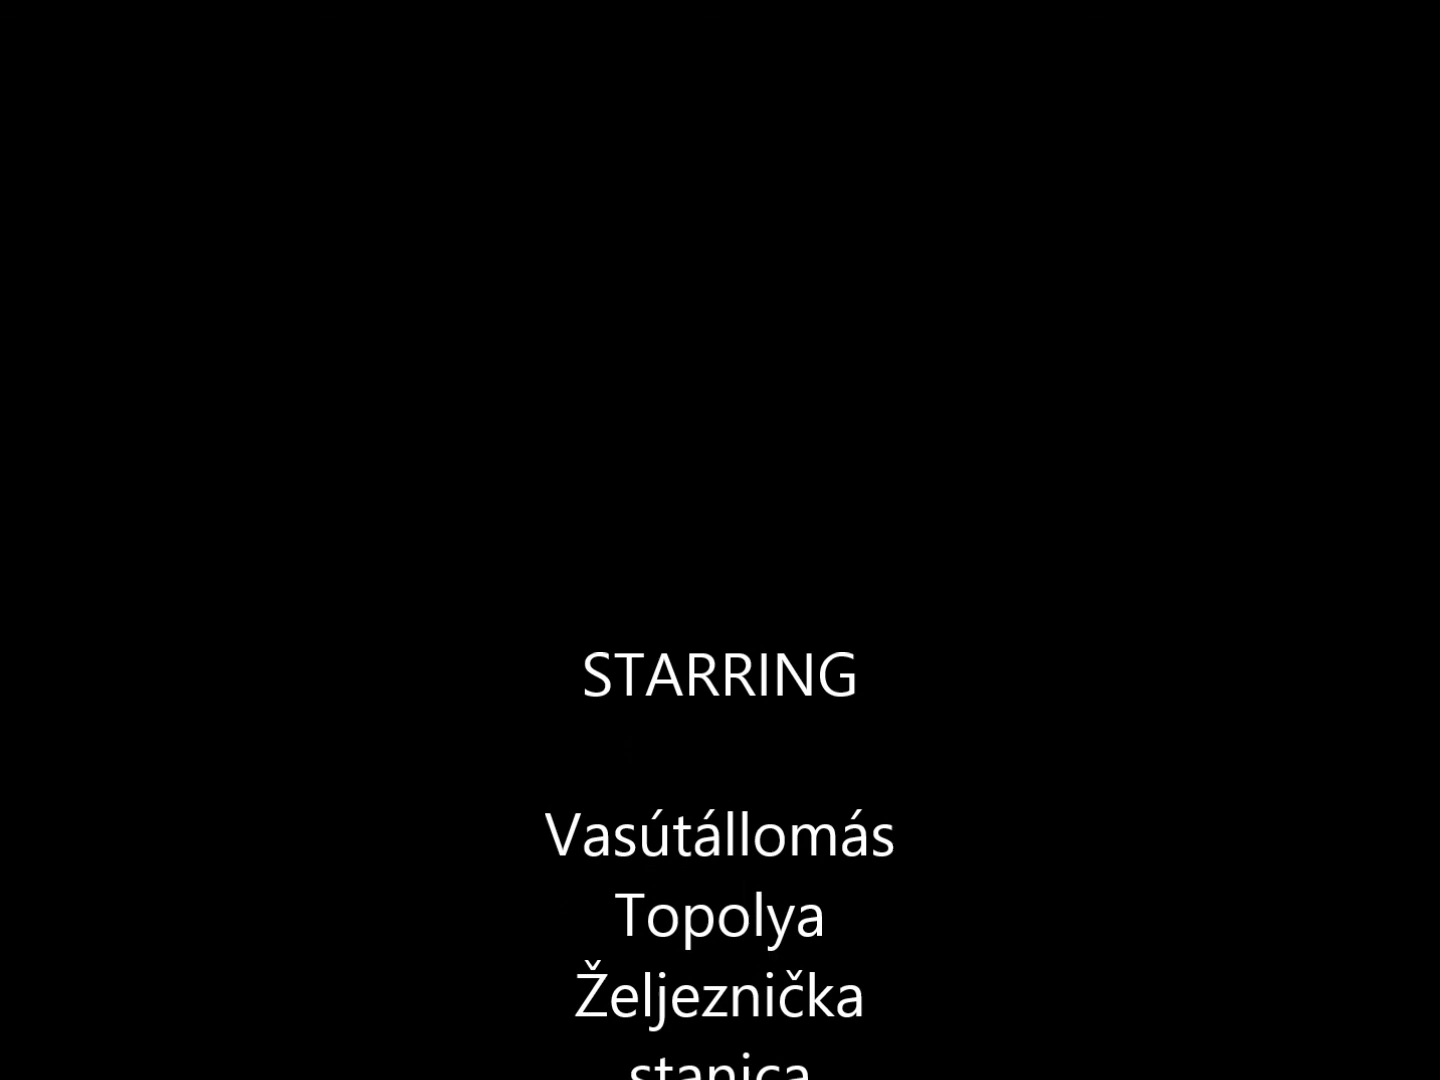 STARRING
Vasútállomás
Topolya
Željeznička
stanica